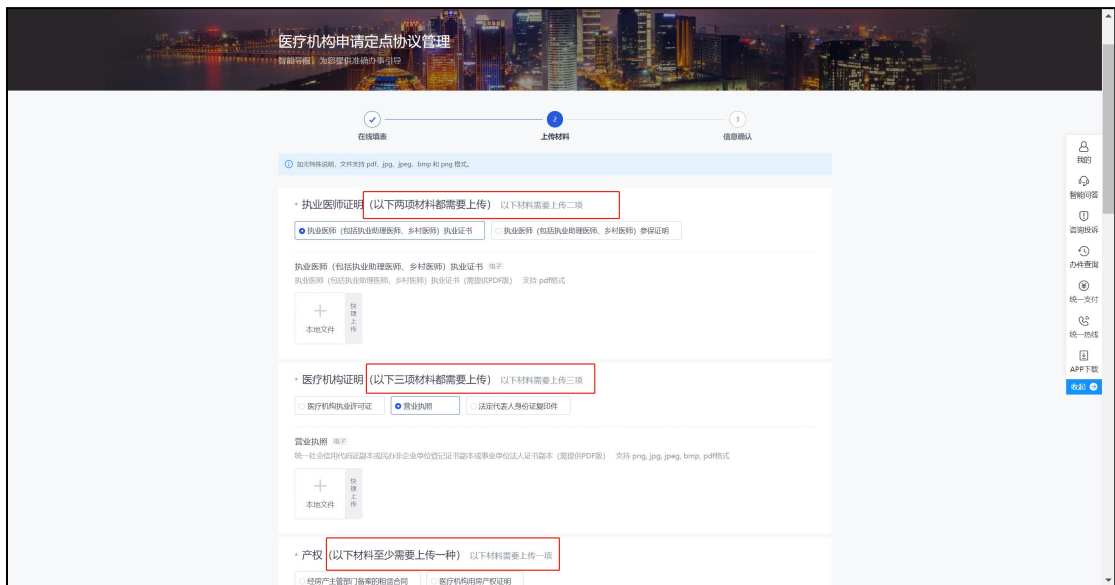 医疗机构申请定点协议管理
智能导服，为您提供准确办事引导
2
3
在线填表
上传材料
信息确认
如无特殊说明，文件支持 pdf、jpg、jpeg、bmp 和 png 格式。
* 执业医师证明 (以下两项材料都需要上传) 以下材料需要上传二项
执业医师（包括执业助理医师、乡村医师）执业证书
执业医师（包括执业助理医师、乡村医师）参保证明
执业医师（包括执业助理医师、乡村医师）执业证书 电子
执业医师（包括执业助理医师、乡村医师）执业证书（需提供PDF版） 支持 pdf格式
本地文件
快捷上传
* 医疗机构证明 (以下三项材料都需要上传) 以下材料需要上传三项
医疗机构执业许可证
营业执照
法定代表人身份证复印件
营业执照 电子
统一社会信用代码证副本或民办非企业单位登记证书副本或事业单位法人证书副本（需提供PDF版） 支持 png, jpg, jpeg, bmp, pdf格式
本地文件
快捷上传
* 产权 (以下材料至少需要上传一种) 以下材料需要上传一项
经房产主管部门备案的租赁合同
医疗机构用房产权证明
我的
智能问答
咨询投诉
办件查询
统一支付
统一热线
APP下载
收起